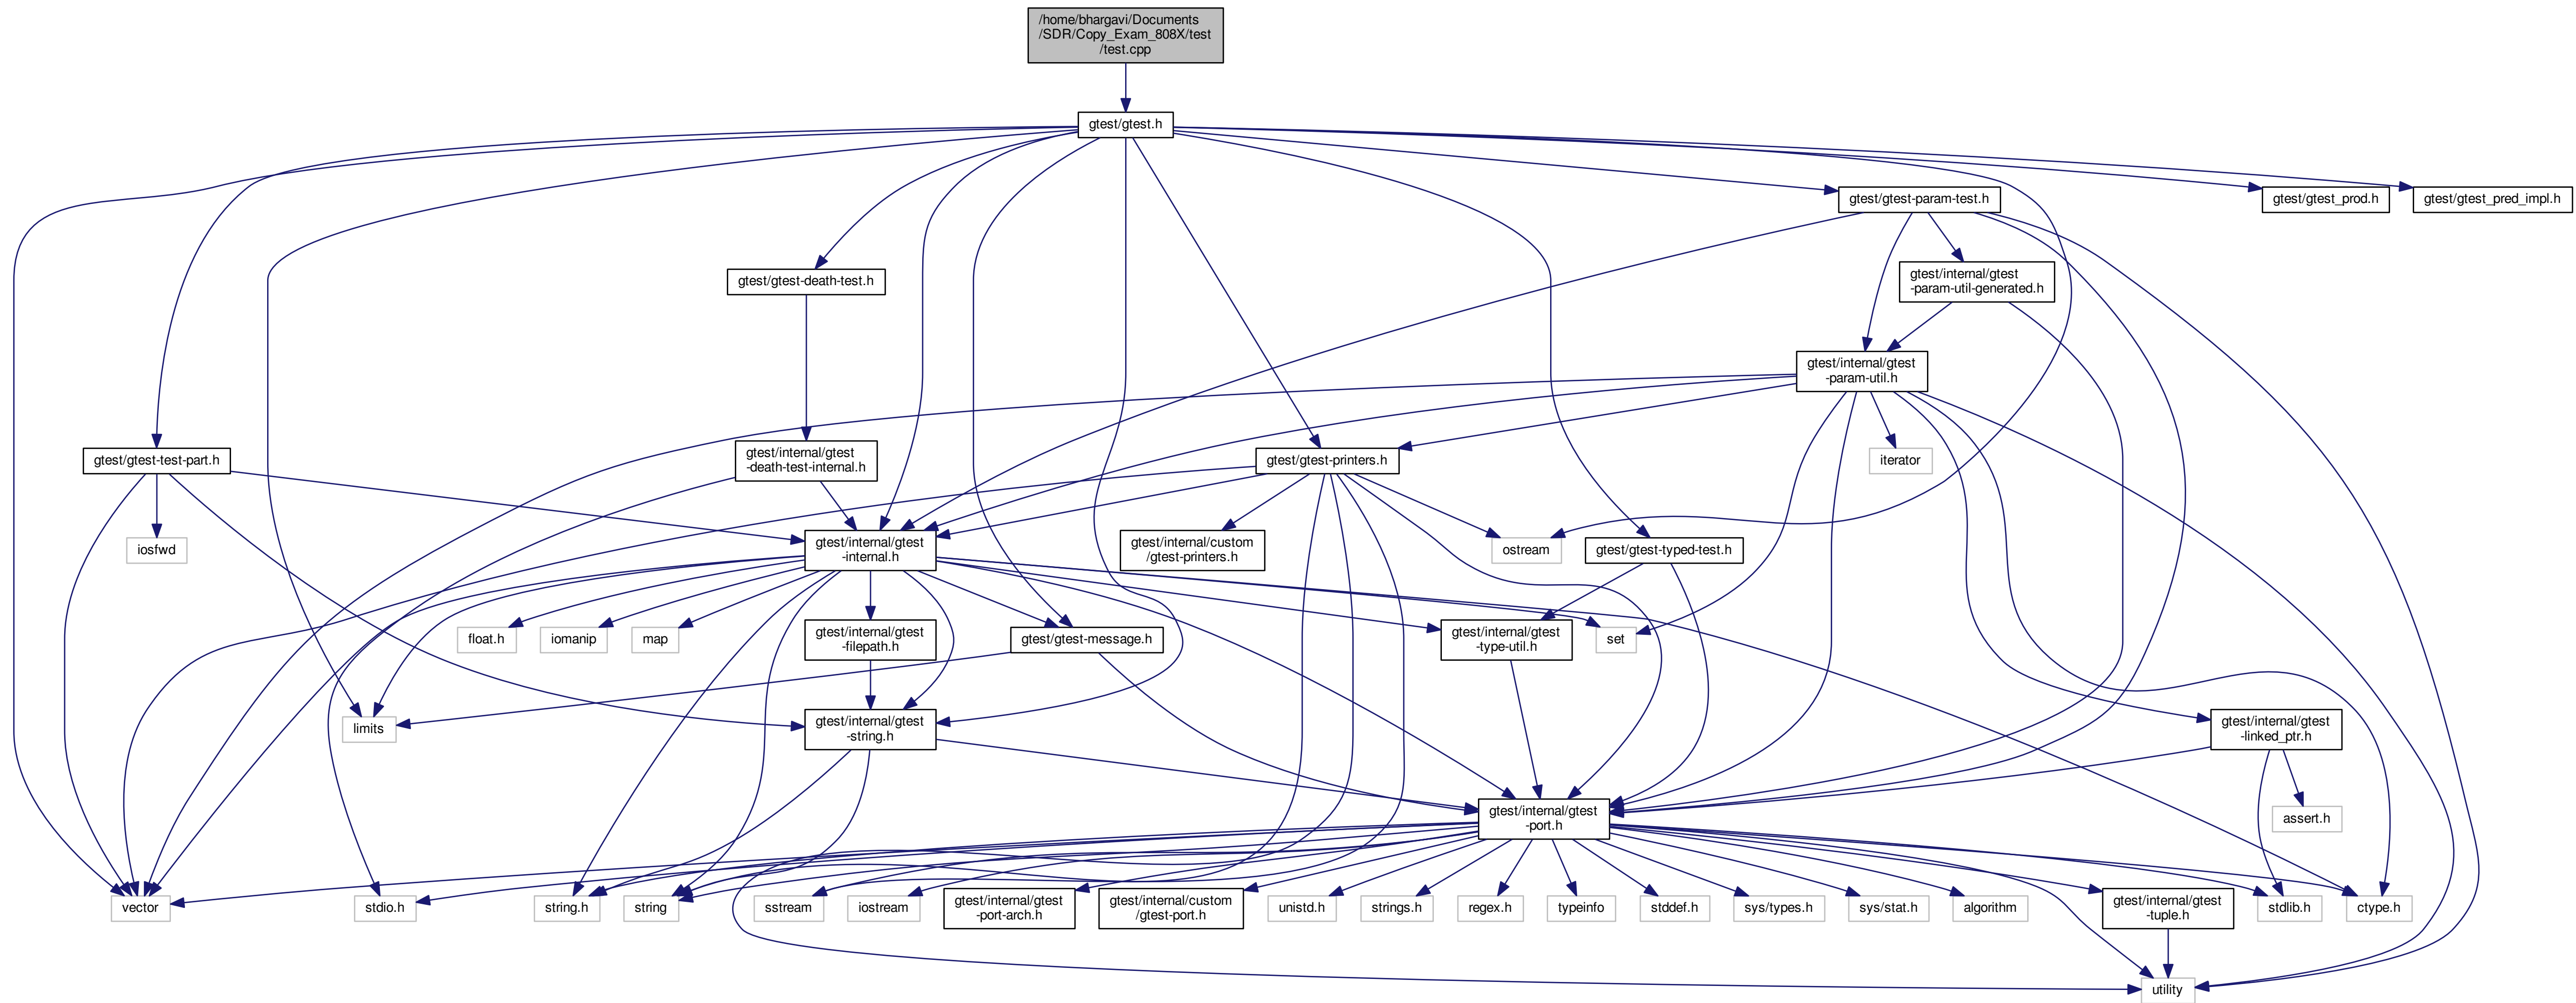 /home/bhargavi/Documents
/SDR/Copy_Exam_808X/test
/test.cpp
gtest/gtest.h
gtest/gtest-param-test.h
gtest/gtest_prod.h
gtest/gtest_pred_impl.h
gtest/gtest-death-test.h
gtest/internal/gtest
-param-util-generated.h
gtest/internal/gtest
-param-util.h
gtest/gtest-test-part.h
gtest/internal/gtest
-death-test-internal.h
gtest/gtest-printers.h
iterator
iosfwd
gtest/internal/gtest
-internal.h
gtest/internal/custom
/gtest-printers.h
ostream
gtest/gtest-typed-test.h
float.h
iomanip
map
gtest/internal/gtest
-filepath.h
gtest/gtest-message.h
gtest/internal/gtest
-type-util.h
set
limits
gtest/internal/gtest
-string.h
gtest/internal/gtest
-linked_ptr.h
gtest/internal/gtest
-port.h
assert.h
vector
stdio.h
string.h
string
sstream
iostream
gtest/internal/gtest
-port-arch.h
gtest/internal/custom
/gtest-port.h
unistd.h
strings.h
regex.h
typeinfo
stddef.h
sys/types.h
sys/stat.h
algorithm
gtest/internal/gtest
-tuple.h
stdlib.h
ctype.h
utility